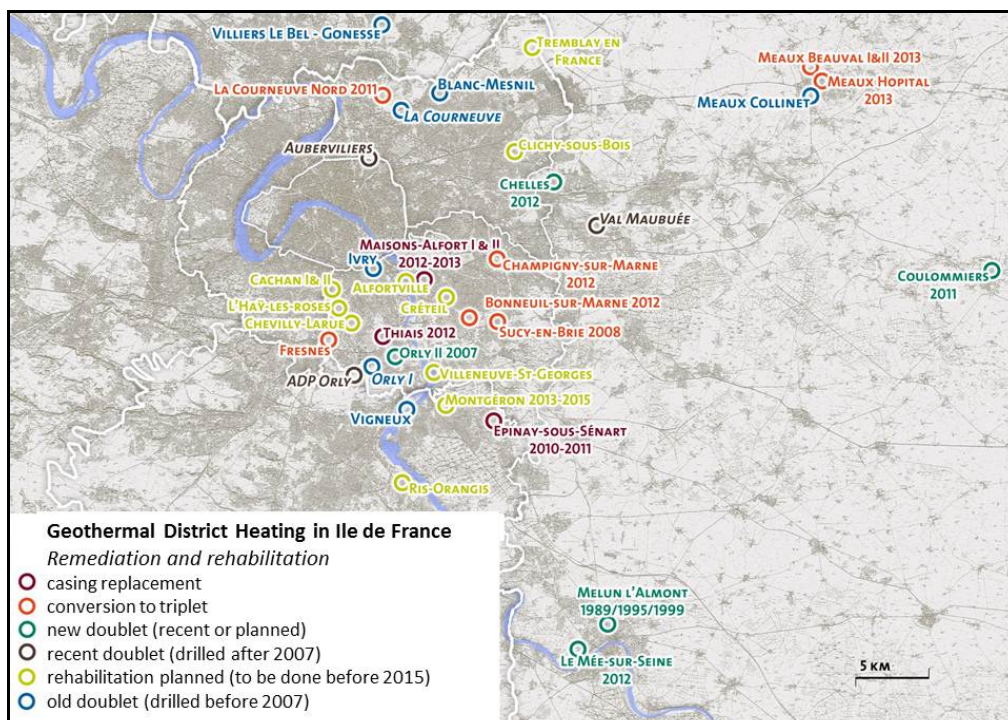 VILLIERS LE BEL - GONESSE
TREMBLAY EN
FRANCE
MEAUX BEAUVAL I&II 2013
MEAUX HOPITAL
2013
MEAUX COLLINET
LA COURNEUVE NORD 2011
BLANC-MESNIL
LA COURNEUVE
AUBERVILIERS
CLICHY-SOUS-BOIS
CHELLES
2012
VAL MAUBUÉE
MAISONS-ALFORT I & II
2012-2013
IVRY
CHAMPIGNY-SUR-MARNE
2012
COULOMMIERS
2011
CACHAN I & II
ALFORTVILLE
L'HAŸ-LES-ROSES
CRÉTEIL
BONNEUIL-SUR-MARNE 2012
CHEVILLY-LARUE
SUCY-EN-BRIE 2008
THIAIS 2012
FRESNES
ORLY II 2007
ADP ORLY
ORLY I
VILLENEUVE-ST-GEORGES
MONTGÉRON 2013-2015
VIGNEUX
EPINAY-SOUS-SÉNART
2010-2011
RIS-ORANGIS
MELUN L'ALMONT
1989/1995/1999
LE MÉE-SUR-SEINE
2012
5 KM
Geothermal District Heating in Ile de France
Remediation and rehabilitation
casing replacement
conversion to triplet
new doublet (recent or planned)
recent doublet (drilled after 2007)
rehabilitation planned (to be done before 2015)
old doublet (drilled before 2007)